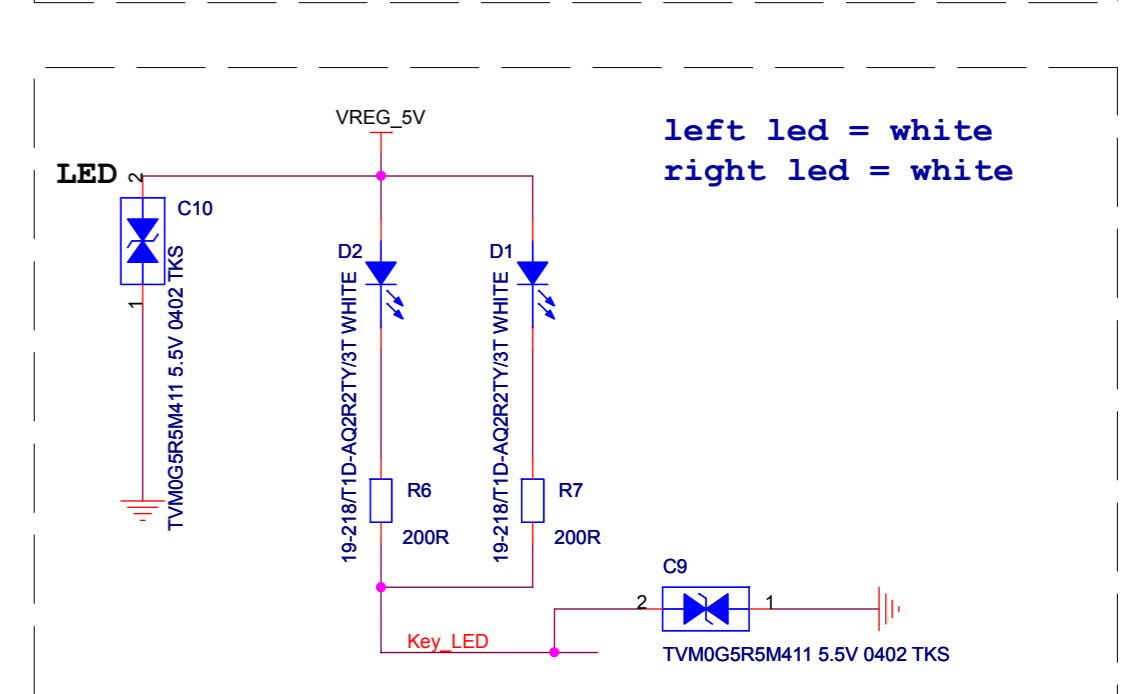 VREG_5V
left led = white
right led = white
LED
2
C10
1
TVM0G5R5M411 5.5V 0402 TKS
D2
19-218/T1D-AQ2R2TY/3T WHITE
D1
19-218/T1D-AQ2R2TY/3T WHITE
R6
200R
R7
200R
C9
2
1
TVM0G5R5M411 5.5V 0402 TKS
Key_LED